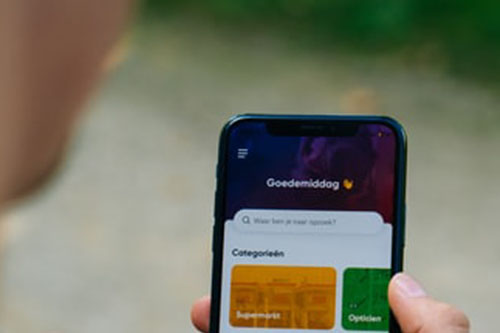 Goedemiddag 👋
Waar ben je naar opzoek?
Categorieën
Supermarkt
Opticien